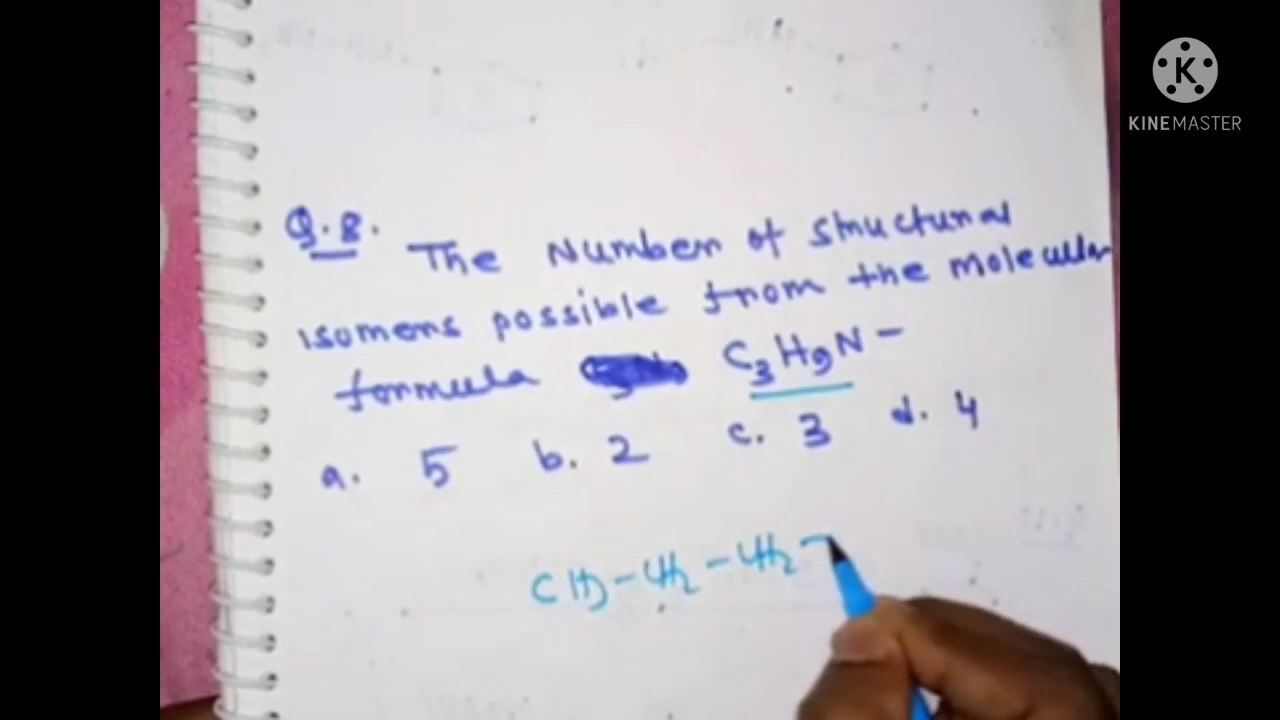 Q.8. The Number of structural
isomers possible from the molecular
formula C3H9N -
a. 5 b. 2 c. 3 d. 4
CH3-CH2-CH2-
K
KINEMASTER